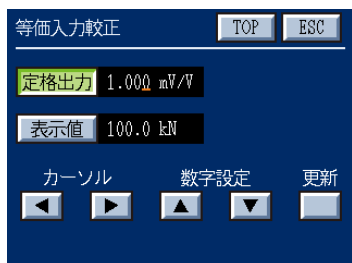 等価入力較正 TOP ESC
定格出力 1.000 mV/V
表示値 100.0 kN
カーソル 数字設定 更新
◀ ▶ ▲ ▼